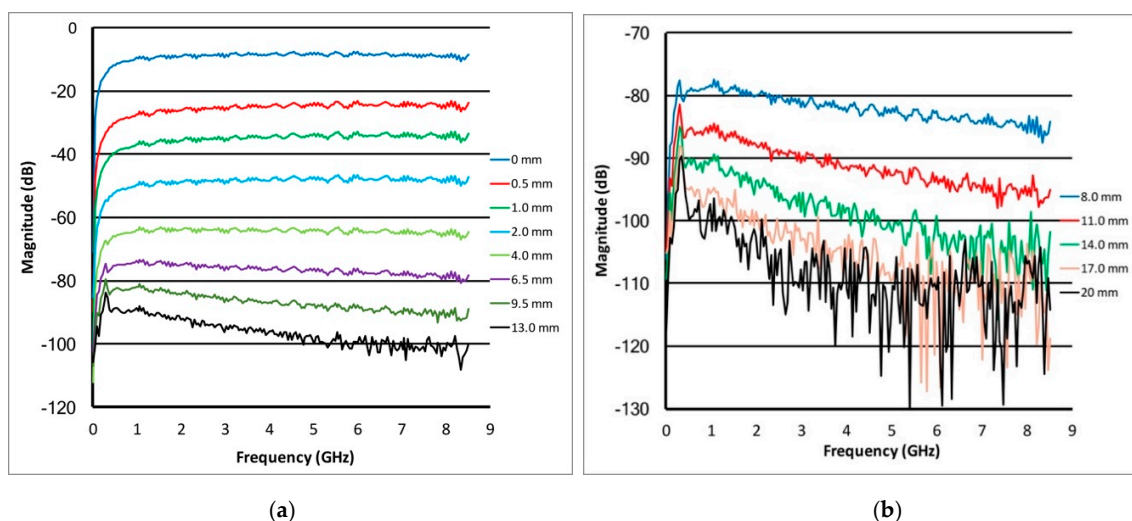 0
-20
-40
-60
-80
-100
-120
Magnitude (dB)
0 1 2 3 4 5 6 7 8 9
Frequency (GHz)
0 mm
0.5 mm
1.0 mm
2.0 mm
4.0 mm
6.5 mm
9.5 mm
13.0 mm
(a)
-70
-80
-90
-100
-110
-120
-130
Magnitude (dB)
0 1 2 3 4 5 6 7 8 9
Frequency (GHz)
8.0 mm
11.0 mm
14.0 mm
17.0 mm
20 mm
(b)